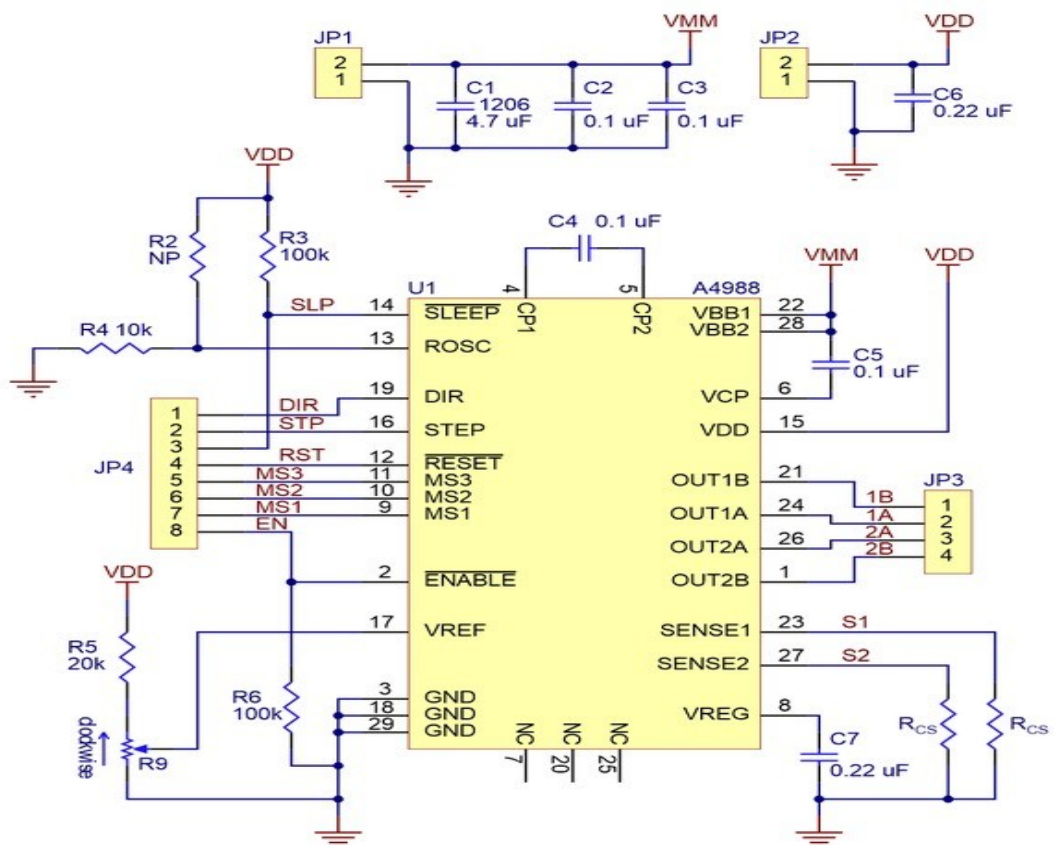 JP1
2
1
VMM
C1
1206
4.7 uF
C2
0.1 uF
C3
0.1 uF
JP2
2
1
VDD
C6
0.22 uF
VDD
R2
NP
R3
100k
R4 10k
C4 0.1 uF
U1
A4988
4
CP1
5
CP2
VMM
VDD
SLP 14 SLEEP
13 ROSC
DIR 19 DIR
STP 16 STEP
RST 12 RESET
MS3 11 MS3
MS2 10 MS2
MS1 9 MS1
EN
2 ENABLE
17 VREF
3 GND
18 GND
29 GND
JP4
1
2
3
4
5
6
7
8
VDD
R5
20k
clockwise
R9
R6
100k
NC
7
NC
20
NC
25
VBB1 22
VBB2 28
C5
0.1 uF
VCP 6
VDD 15
OUT1B 21
OUT1A 24
OUT2A 26
OUT2B 1
JP3
1B 1
1A 2
2A 3
2B 4
SENSE1 23 S1
SENSE2 27 S2
VREG 8
C7
0.22 uF
RCS
RCS